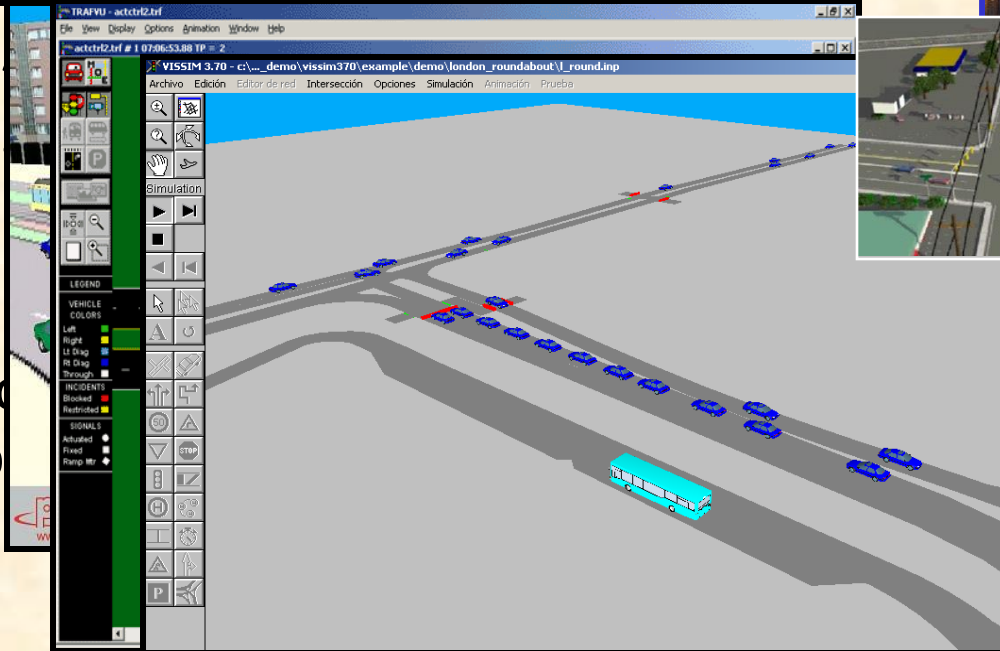 TRAFVU - actctrl2.trf
File View Display Options Animation Window Help
actctrl2.trf # 1 07:06:53.88 TP = 2
VISSIM 3.70 - c:\..._demo\vissim370\example\demo\london_roundabout\l_round.inp
Archivo Edición Editor de red Intersección Opciones Simulación Animación Prueba
Simulation
LEGEND
VEHICLE
COLORS
Left
Right
Lt Diag
Rt Diag
Through
INCIDENTS
Blocked
Restricted
SIGNALS
Actuated
Fixed
Ramp Mtr
A
50
STOP
H
P
P